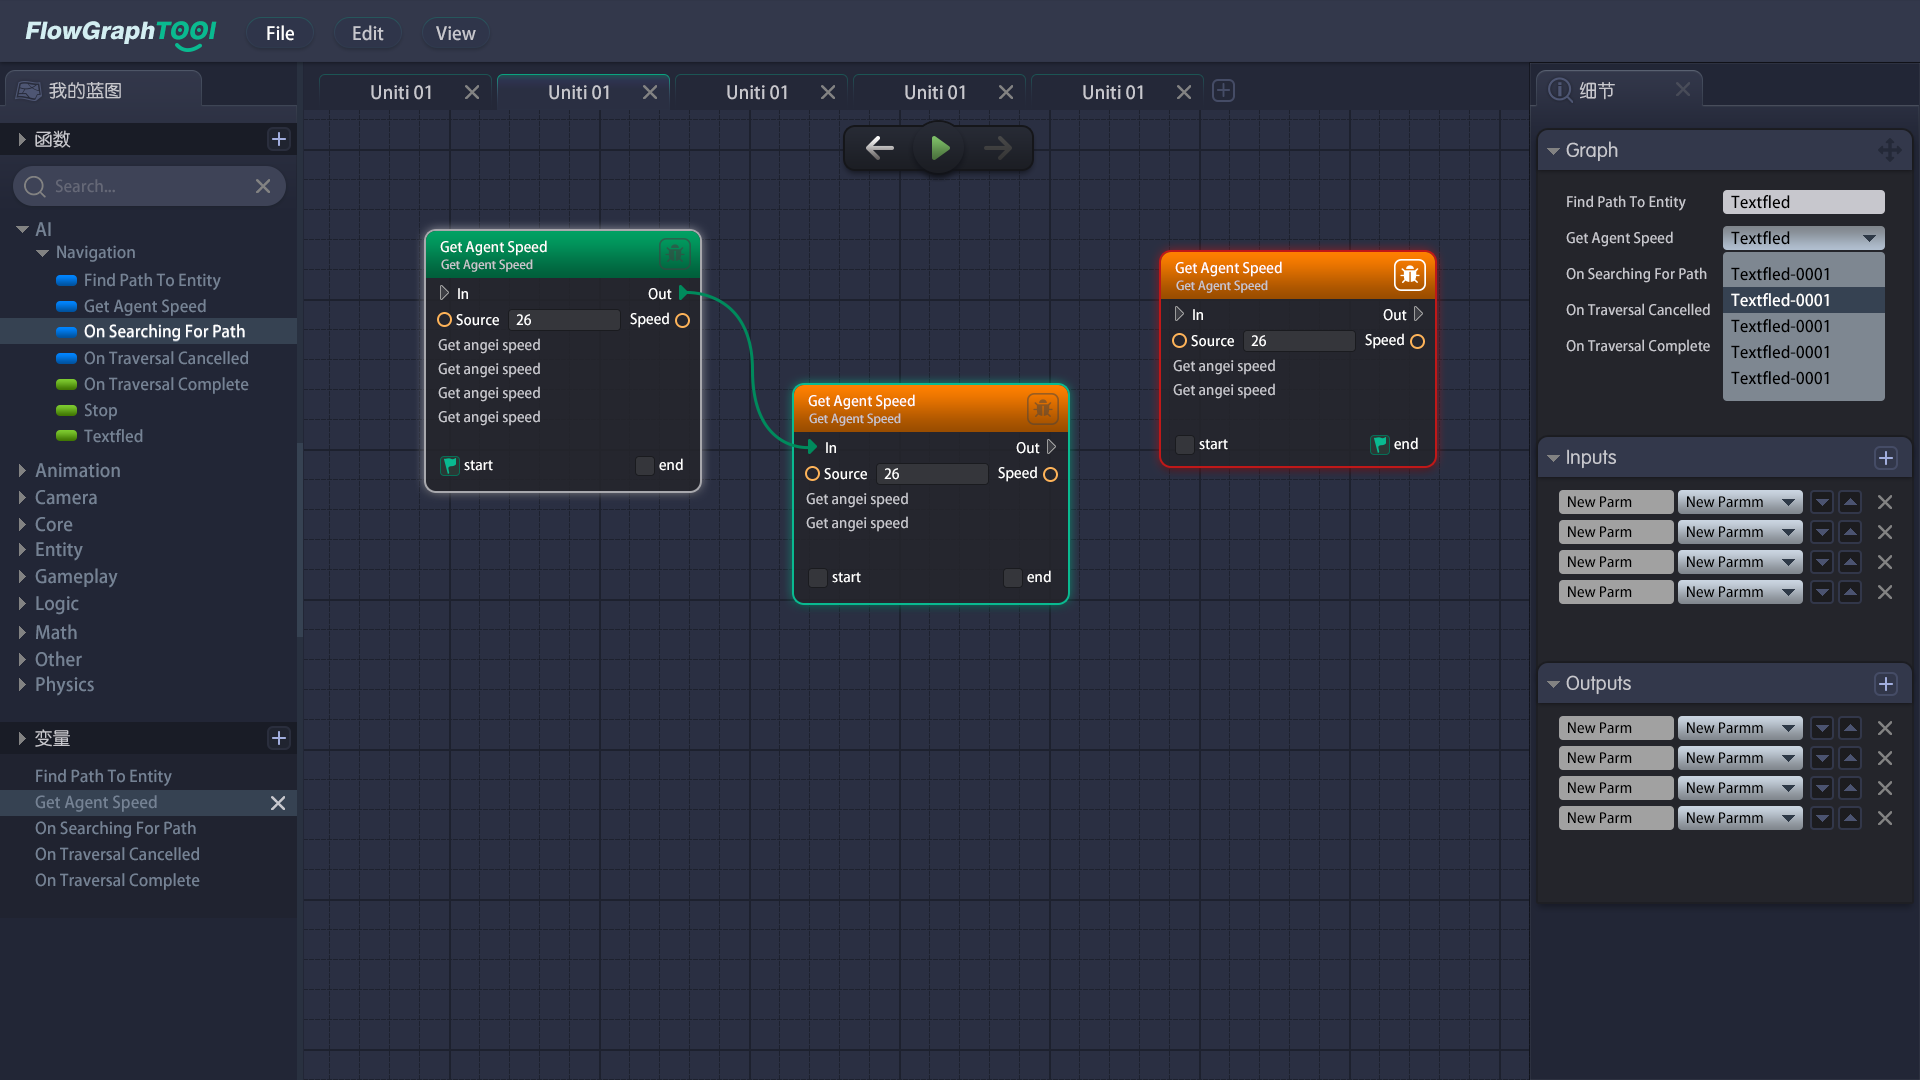 FlowGraphTOOl
File
Edit
View
我的蓝图
函数
Search...
AI
Navigation
Find Path To Entity
Get Agent Speed
On Searching For Path
On Traversal Cancelled
On Traversal Complete
Stop
Textfled
Animation
Camera
Core
Entity
Gameplay
Logic
Math
Other
Physics
变量
Find Path To Entity
Get Agent Speed
On Searching For Path
On Traversal Cancelled
On Traversal Complete
Uniti 01
Uniti 01
Uniti 01
Uniti 01
Uniti 01
Get Agent Speed
Get Agent Speed
In Out
Source 26 Speed
Get angei speed
Get angei speed
Get angei speed
Get angei speed
start end
Get Agent Speed
Get Agent Speed
In Out
Source 26 Speed
Get angei speed
Get angei speed
start end
Get Agent Speed
Get Agent Speed
In Out
Source 26 Speed
Get angei speed
Get angei speed
start end
细节
Graph
Find Path To Entity Textfled
Get Agent Speed Textfled
On Searching For Path
On Traversal Cancelled
On Traversal Complete
Textfled-0001
Textfled-0001
Textfled-0001
Textfled-0001
Textfled-0001
Inputs
New Parm New Parmm
New Parm New Parmm
New Parm New Parmm
New Parm New Parmm
Outputs
New Parm New Parmm
New Parm New Parmm
New Parm New Parmm
New Parm New Parmm